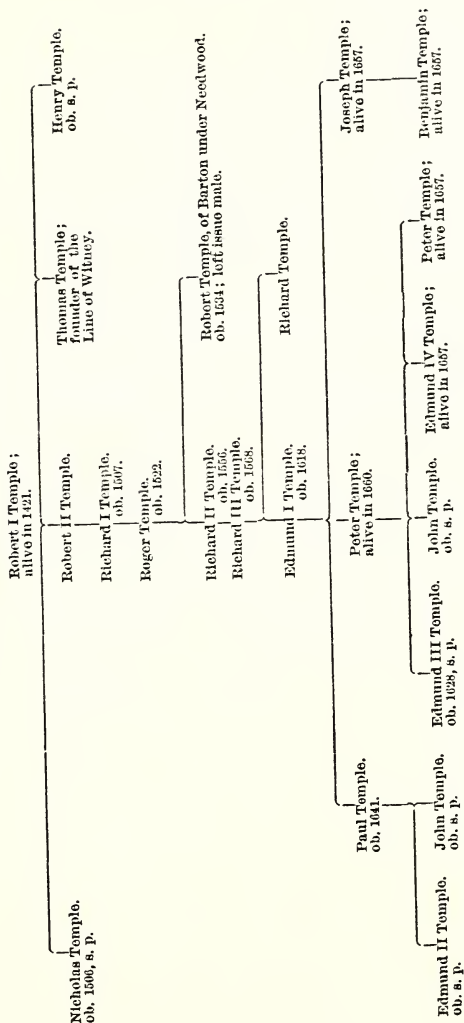 Robert I Temple;
alive in 1421.
Nicholas Temple.
ob. 1506, s. p.
Robert II Temple.
Thomas Temple;
founder of the
Line of Witney.
Henry Temple.
ob. s. p.
Richard I Temple.
ob. 1507.
Roger Temple.
ob. 1522.
Richard II Temple.
ob. 1556.
Robert Temple, of Barton under Needwood.
ob. 1534; left issue male.
Richard III Temple.
ob. 1568.
Edmund I Temple.
ob. 1618.
Richard Temple.
Paul Temple.
ob. 1641.
Peter Temple;
alive in 1660.
Joseph Temple;
alive in 1657.
Edmund II Temple.
ob. s. p.
John Temple.
ob. s. p.
Edmund III Temple.
ob. 1628, s. p.
John Temple.
ob. s. p.
Edmund IV Temple;
alive in 1657.
Peter Temple;
alive in 1657.
Benjamin Temple;
alive in 1657.